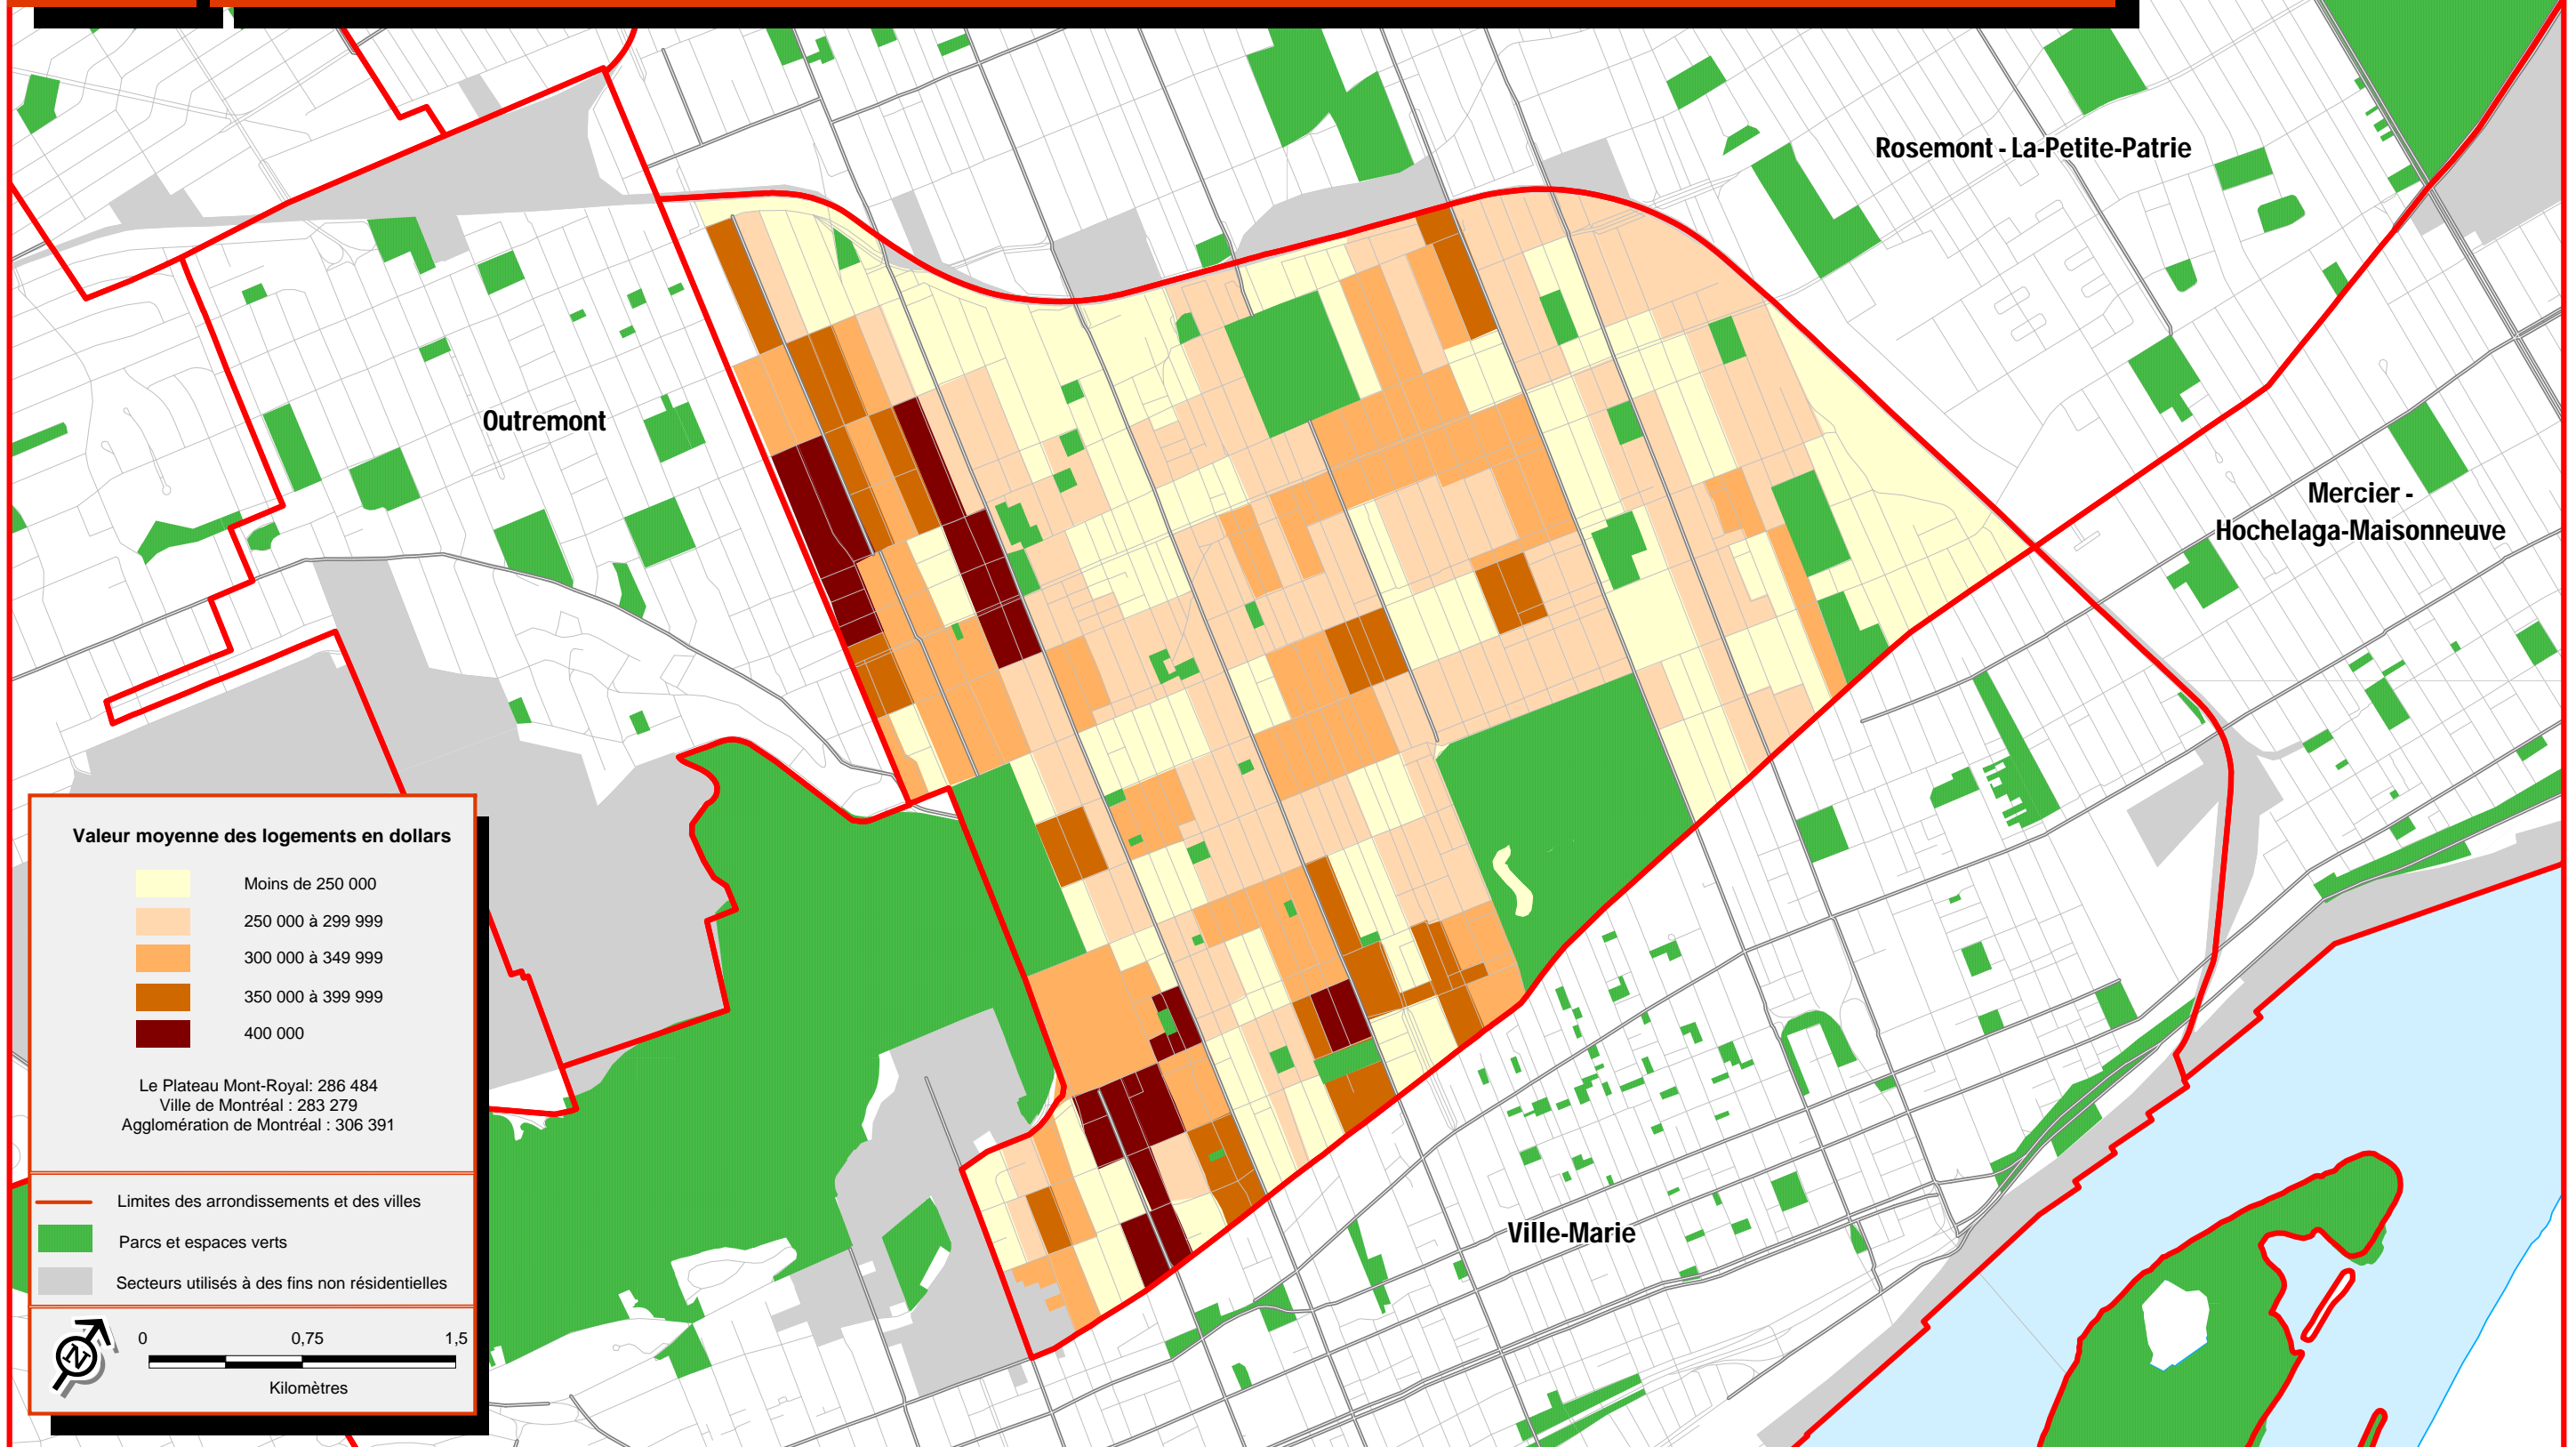 Rosemont - La-Petite-Patrie
Outremont
Mercier -
Hochelaga-Maisonneuve
Ville-Marie
Valeur moyenne des logements en dollars
Moins de 250 000
250 000 à 299 999
300 000 à 349 999
350 000 à 399 999
400 000
Le Plateau Mont-Royal: 286 484
Ville de Montréal : 283 279
Agglomération de Montréal : 306 391
Limites des arrondissements et des villes
Parcs et espaces verts
Secteurs utilisés à des fins non résidentielles
N
0 0,75 1,5
Kilomètres